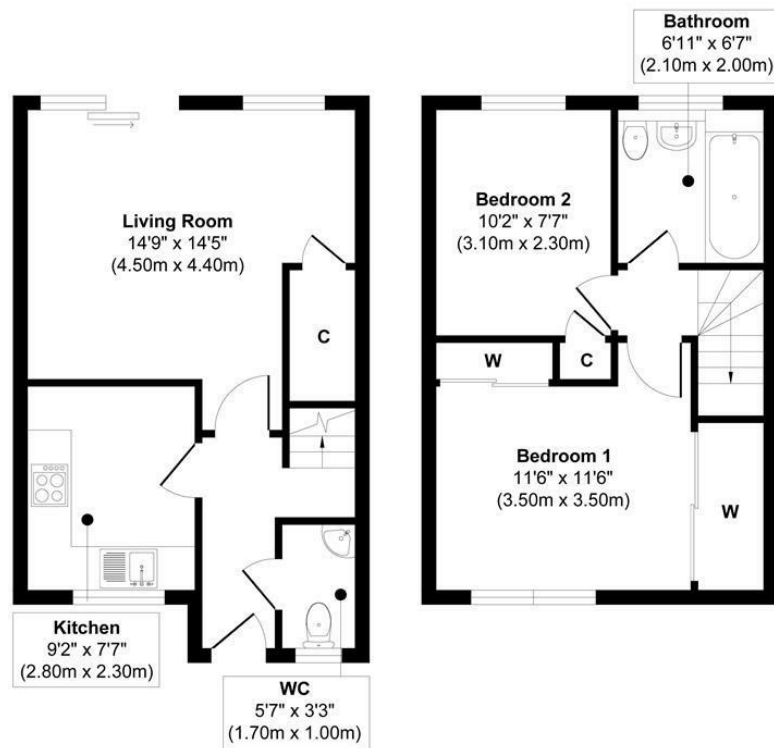 Living Room
14'9" x 14'5"
(4.50m x 4.40m)
C
Kitchen
9'2" x 7'7"
(2.80m x 2.30m)
WC
5'7" x 3'3"
(1.70m x 1.00m)
Bathroom
6'11" x 6'7"
(2.10m x 2.00m)
Bedroom 2
10'2" x 7'7"
(3.10m x 2.30m)
W
C
Bedroom 1
11'6" x 11'6"
(3.50m x 3.50m)
W